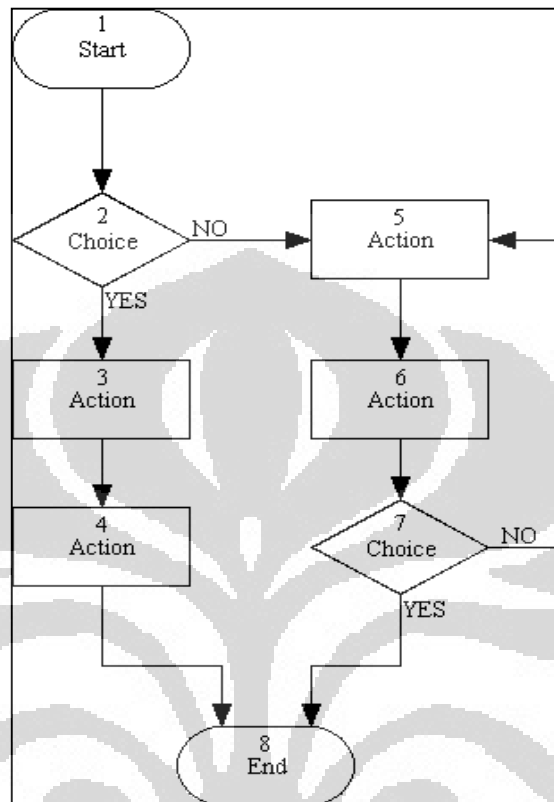 1
Start
2
Choice
NO
YES
3
Action
4
Action
5
Action
6
Action
7
Choice
NO
YES
8
End